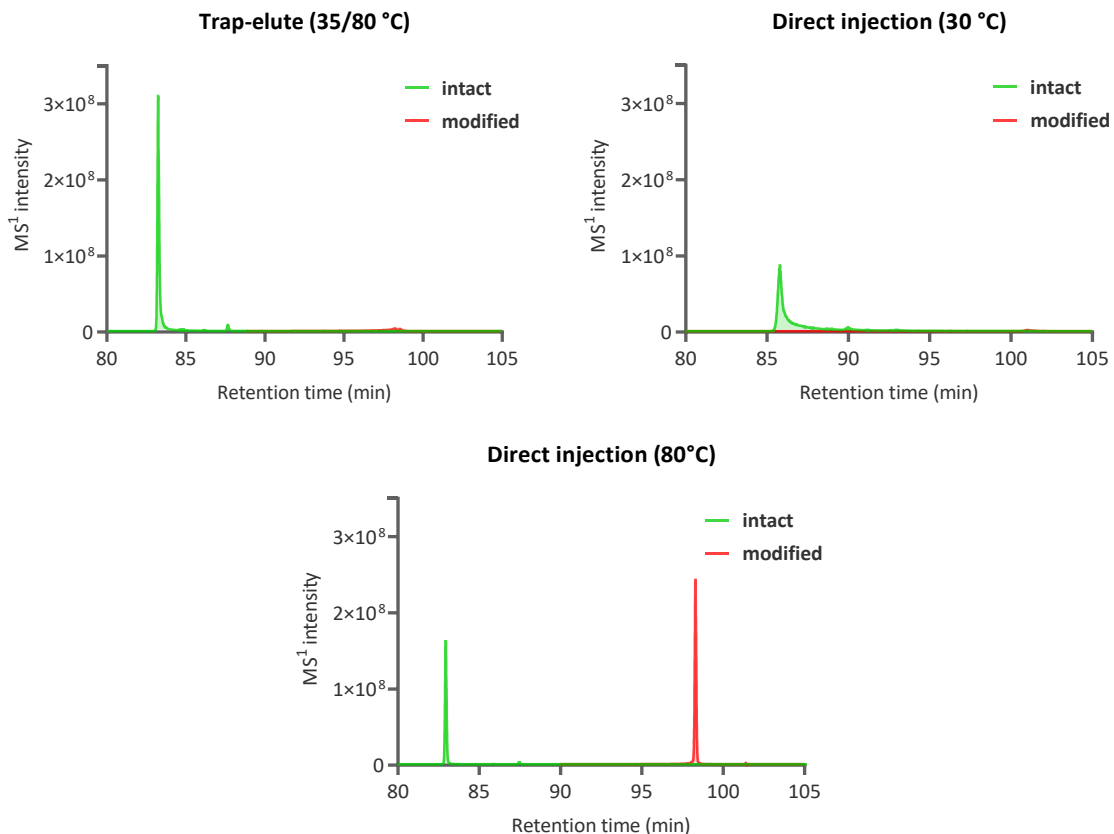 Trap-elute (35/80 °C)
MS¹ intensity
3×10⁸
2×10⁸
1×10⁸
0
80 85 90 95 100 105
Retention time (min)
intact
modified
Direct injection (30 °C)
MS¹ intensity
3×10⁸
2×10⁸
1×10⁸
0
80 85 90 95 100 105
Retention time (min)
intact
modified
Direct injection (80°C)
MS¹ intensity
3×10⁸
2×10⁸
1×10⁸
0
80 85 90 95 100 105
Retention time (min)
intact
modified